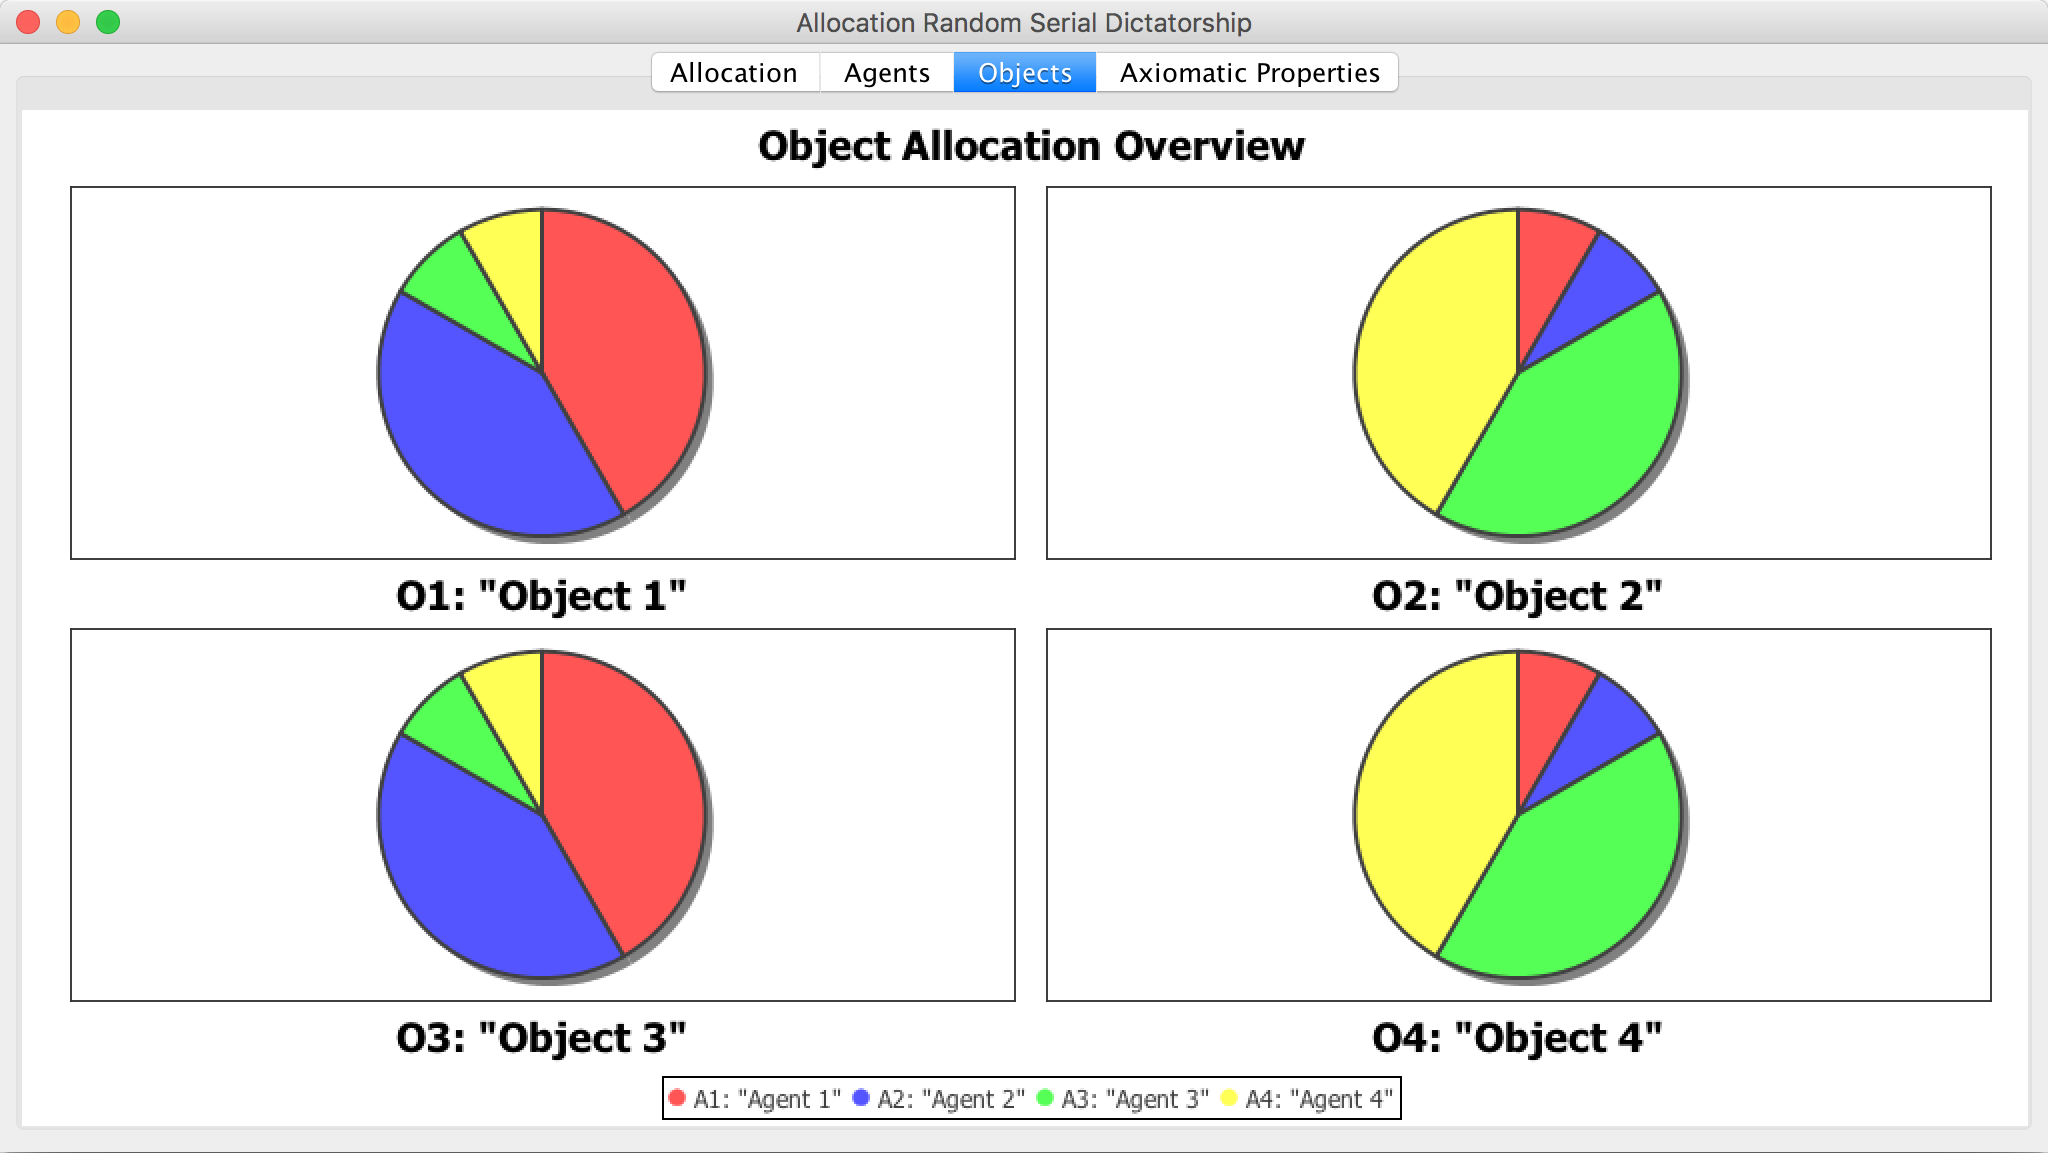 Allocation Random Serial Dictatorship
Allocation Agents Objects Axiomatic Properties
Object Allocation Overview
O1: "Object 1"
O2: "Object 2"
O3: "Object 3"
O4: "Object 4"
A1: "Agent 1" A2: "Agent 2" A3: "Agent 3" A4: "Agent 4"